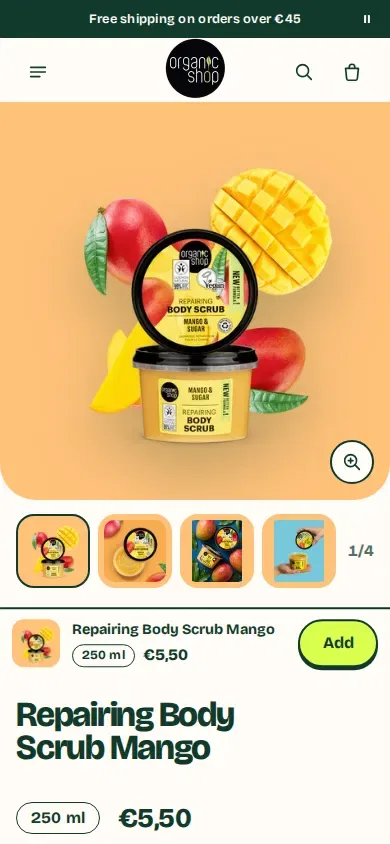 Free shipping on orders over €45
organic
shop
organic
shop
vegan
NEW
REPAIRING
BODY SCRUB
MANGO &
SUGAR
organic
shop
MANGO &
SUGAR
REPAIRING
BODY
SCRUB
NEW
1/4
Repairing Body Scrub Mango
250 ml
€5,50
Add
Repairing Body
Scrub Mango
250 ml
€5,50